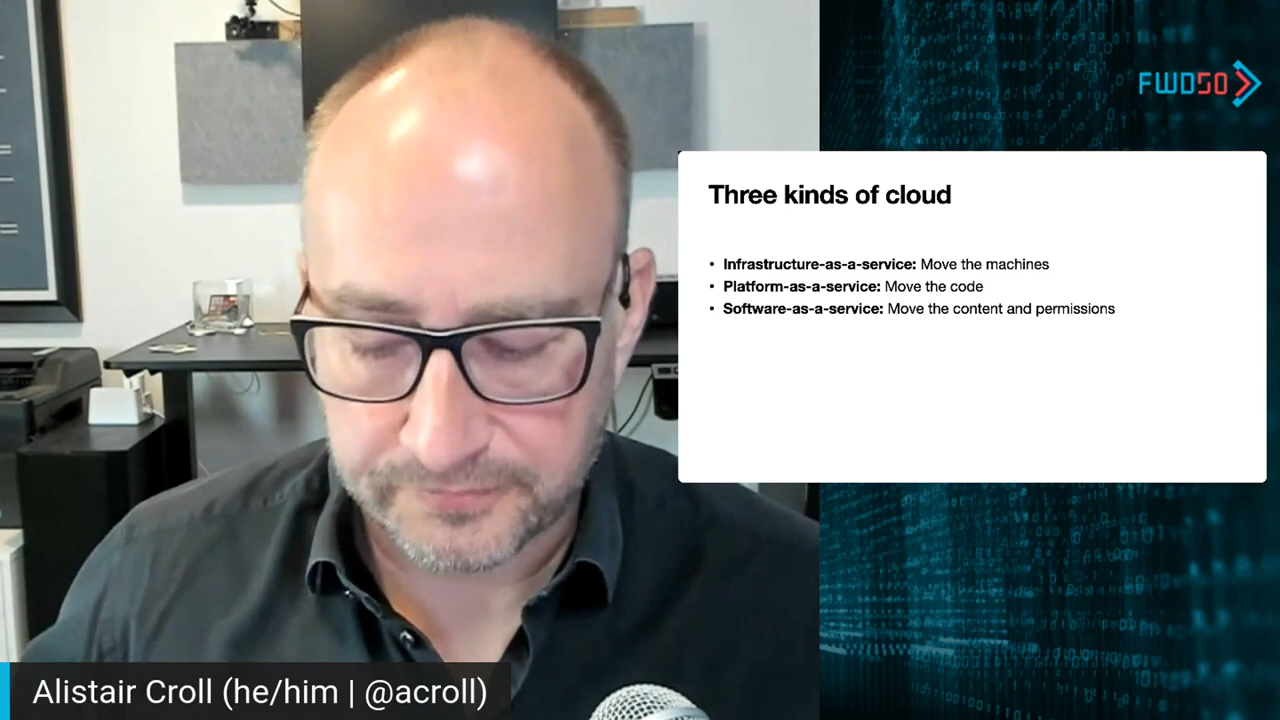 FWD50
Three kinds of cloud
▪ Infrastructure-as-a-service: Move the machines
▪ Platform-as-a-service: Move the code
▪ Software-as-a-service: Move the content and permissions
Alistair Croll (he/him | @acroll)